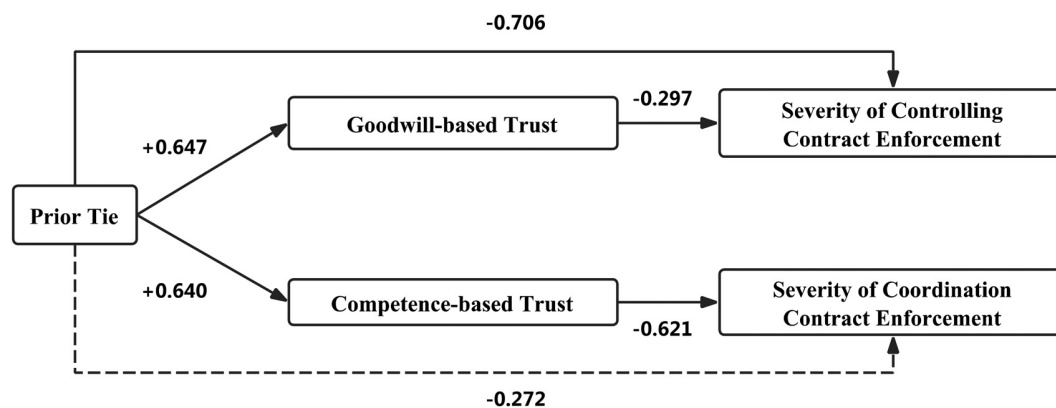 -0.706
-0.297
Severity of Controlling
Contract Enforcement
Goodwill-based Trust
+0.647
Prior Tie
+0.640
Competence-based Trust
-0.621
Severity of Coordination
Contract Enforcement
-0.272